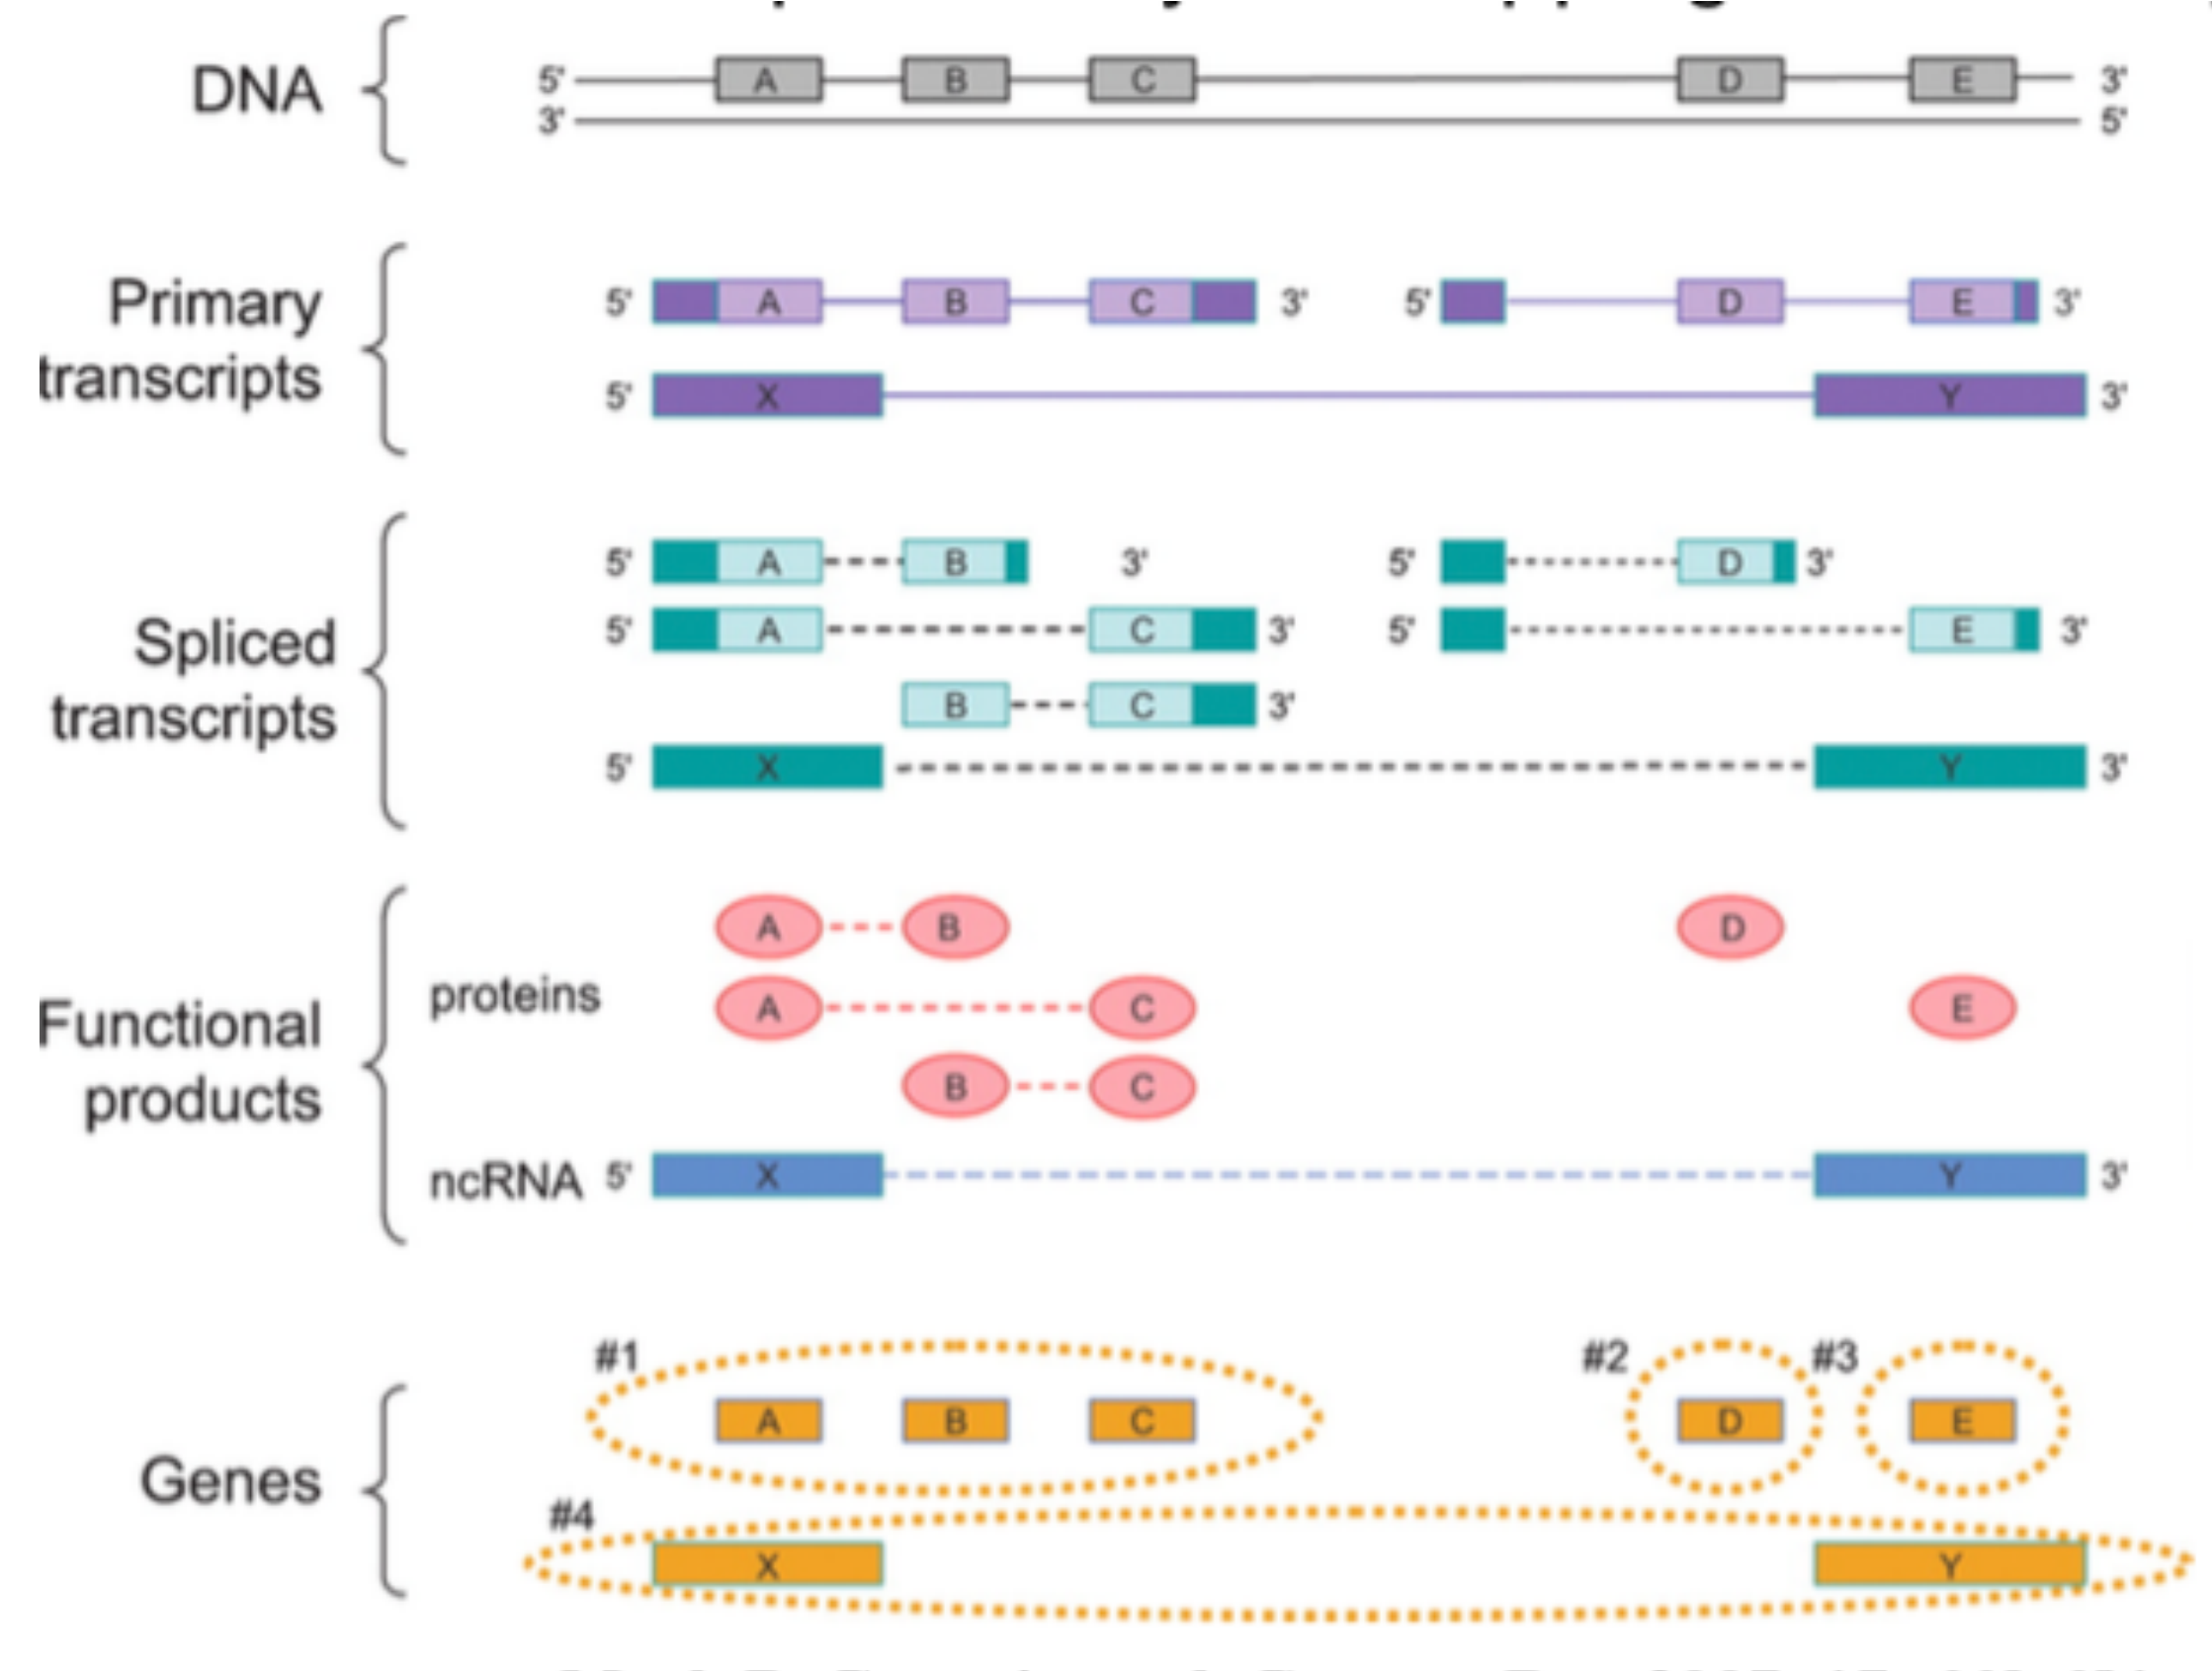 DNA
5' A B C D E 3'
3' 5'
Primary
transcripts
5' A B C 3' 5' D E 3'
5' X Y 3'
Spliced
transcripts
5' A B 3' 5' D 3'
5' A C 3' 5' E 3'
B C 3'
5' X Y 3'
Functional
products
proteins
A B D
A C E
B C
ncRNA 5' X Y 3'
Genes
#1 #2 #3
A B C D E
#4
X Y